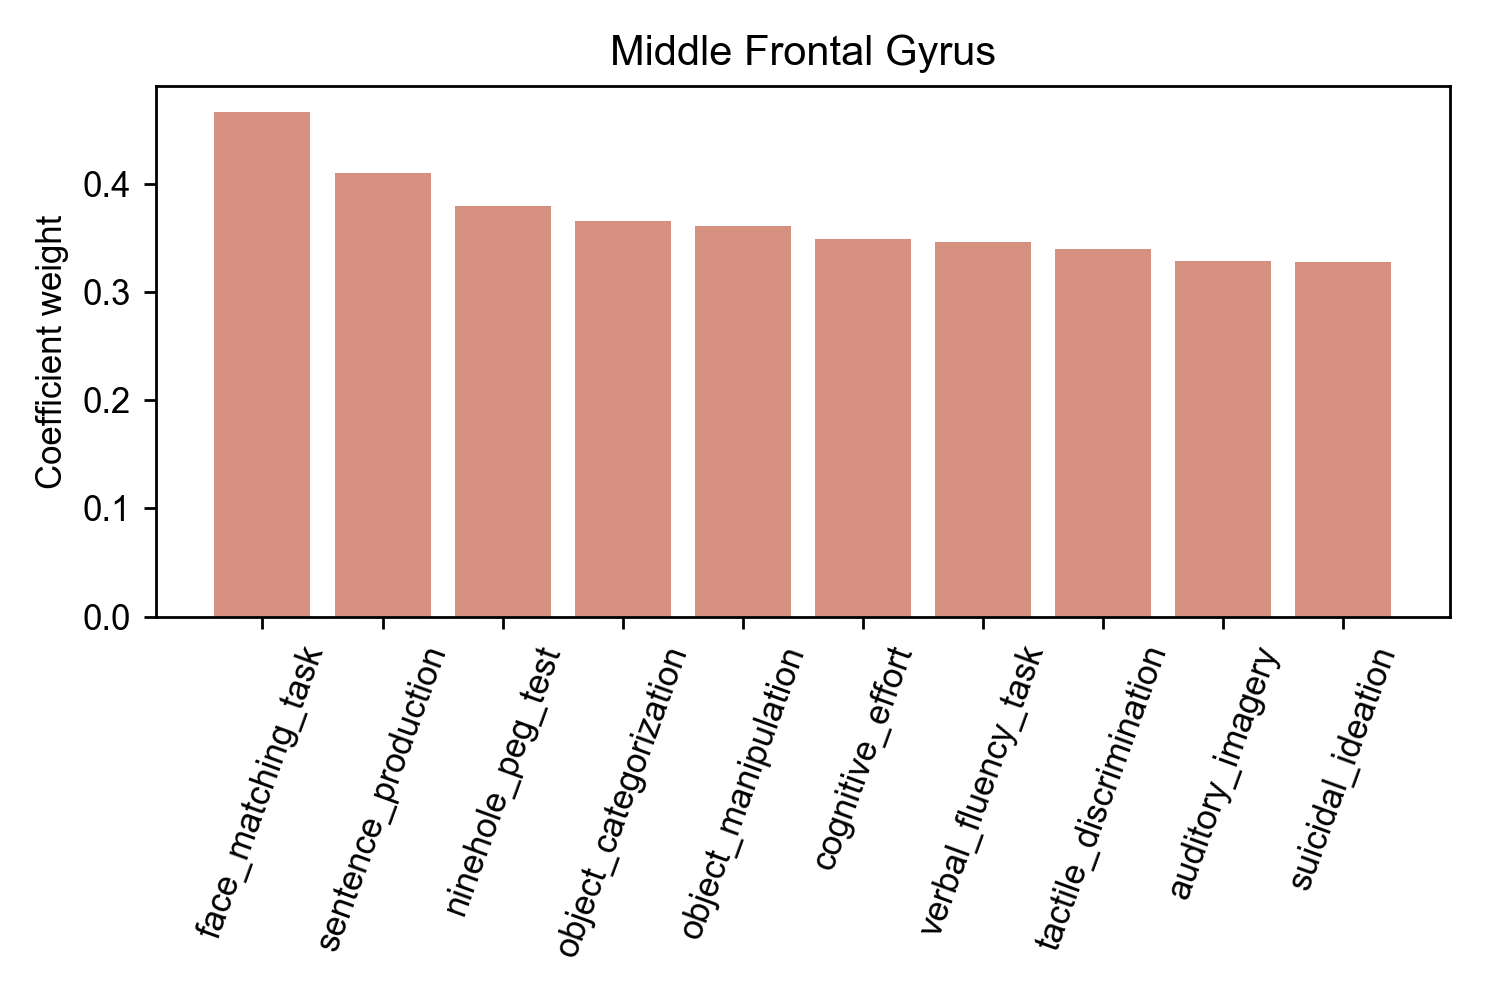 Middle Frontal Gyrus
Coefficient weight
0.4
0.3
0.2
0.1
0.0
face_matching_task
sentence_production
ninehole_peg_test
object_categorization
object_manipulation
cognitive_effort
verbal_fluency_task
tactile_discrimination
auditory_imagery
suicidal_ideation